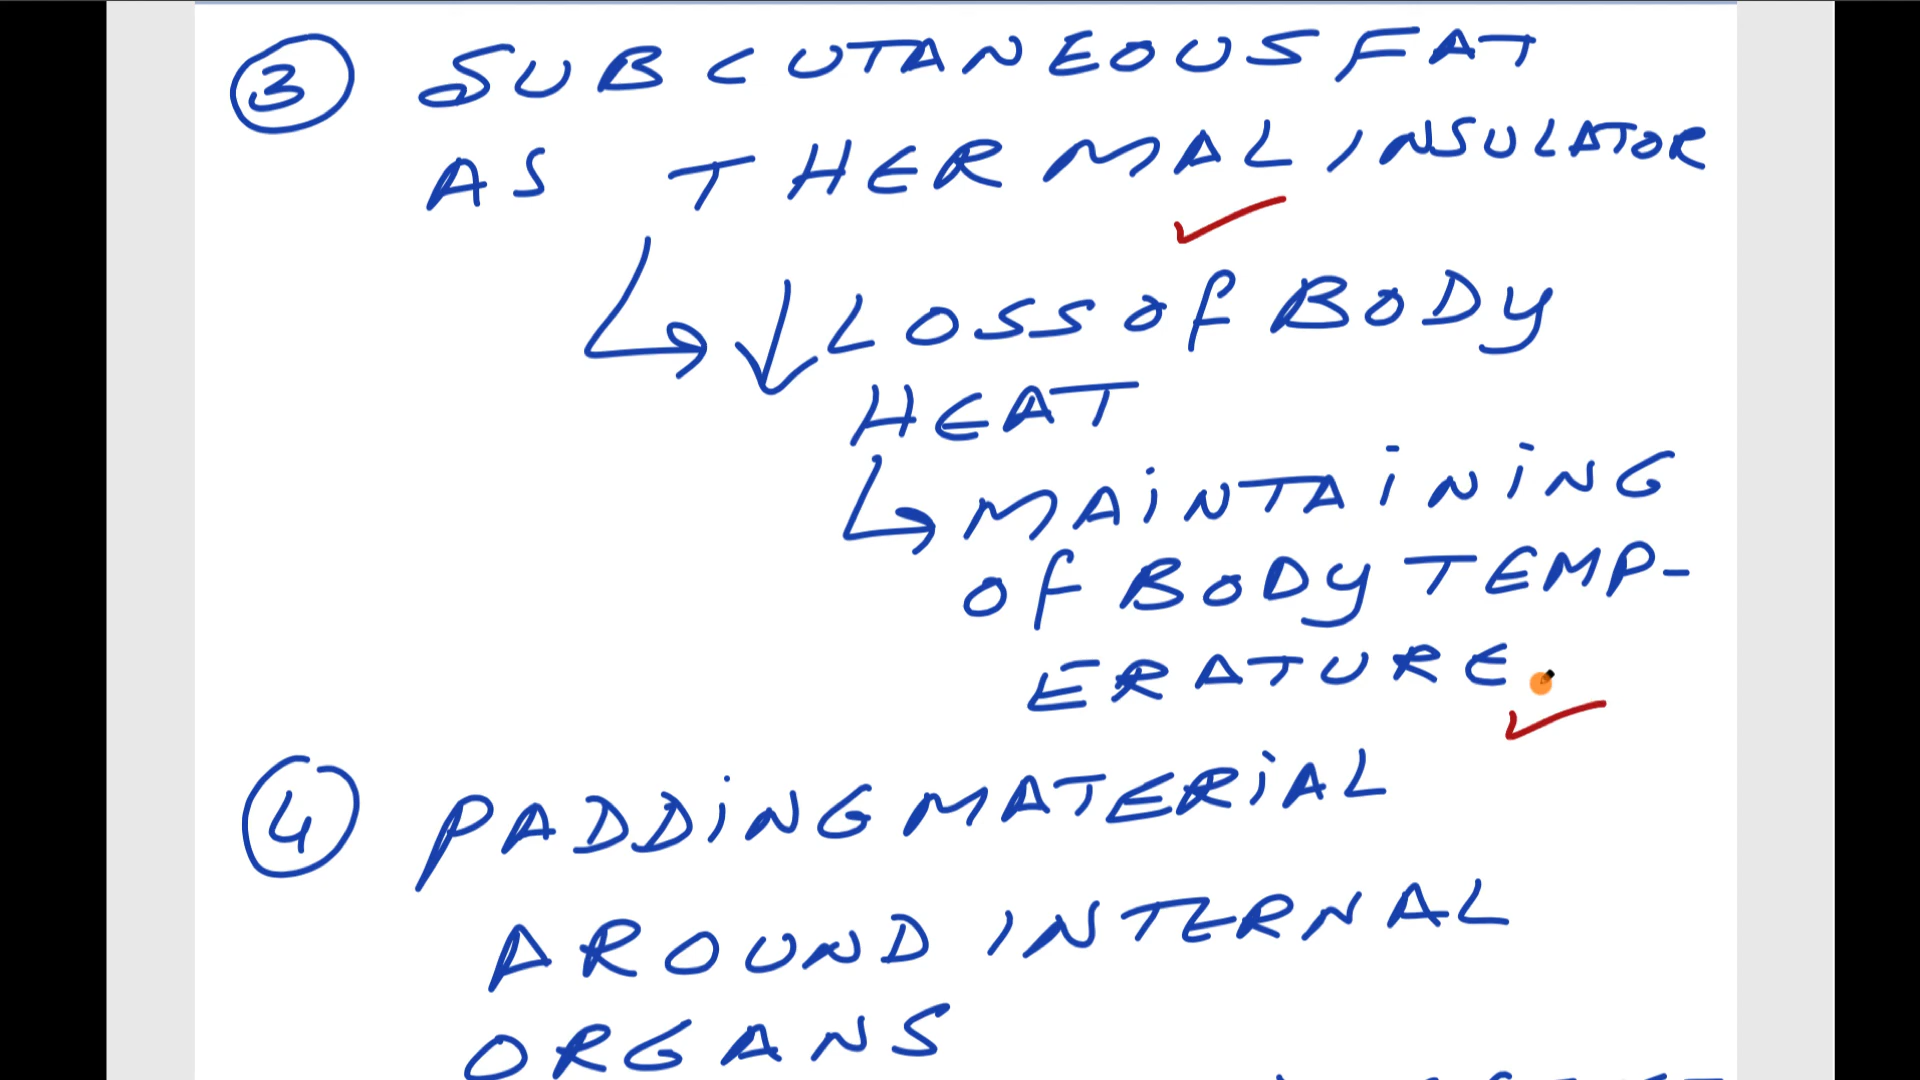 3 SUBCUTANEOUS FAT
AS THERMAL INSULATOR
↳ ↓ LOSS of BODY
HEAT
↳ MAiNTAiNiNG
of BODY TEMP-
ERATURE.
4 PADDiNG MATERiAL
AROUND INTERNAL
ORGANS